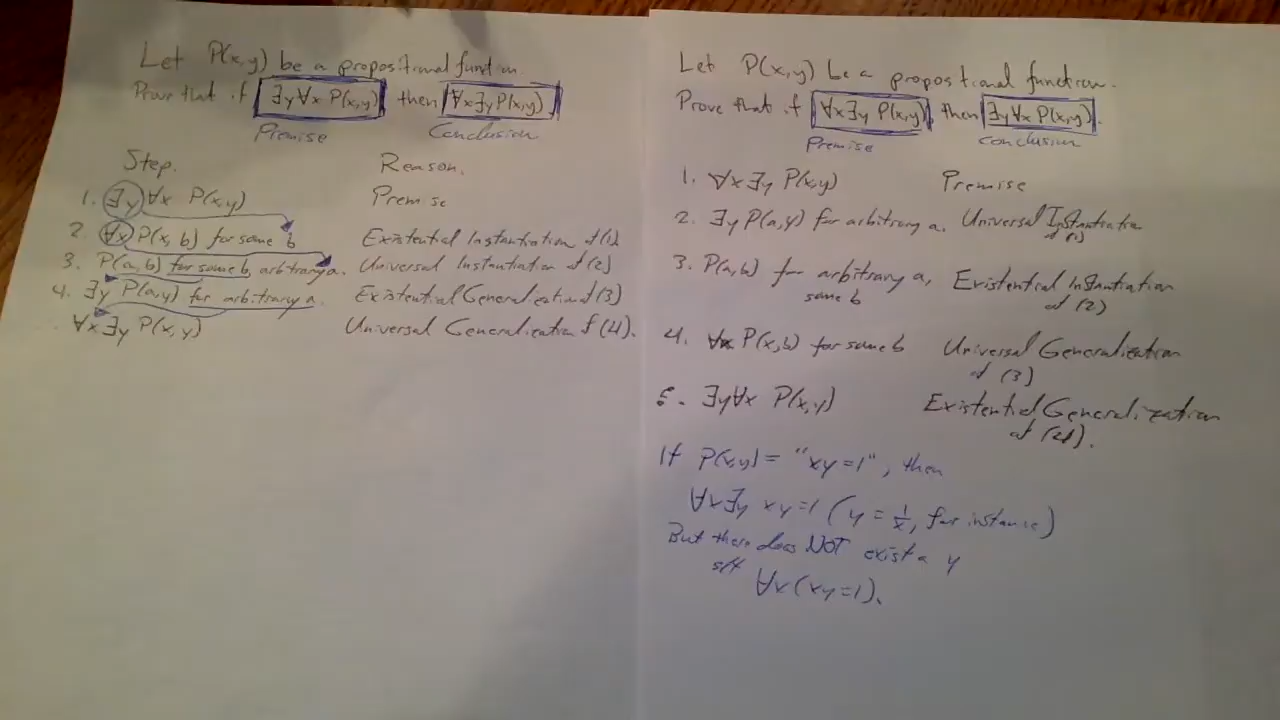 Let P(x,y) be a propositional function.
Prove that if ∃y∀x P(x,y) then ∀x∃y P(x,y).
Premise Conclusion
Step. Reason.
1. ∃y ∀x P(x,y) Premise
2. ∀x P(x, b) for some b Existential Instantiation of (1)
3. P(a,b) for some b, arbitrary a. Universal Instantiation of (2)
4. ∃y P(a,y) for arbitrary a. Existential Generalization of (3)
∀x ∃y P(x,y) Universal Generalization of (4).
Let P(x,y) be a propositional function.
Prove that if ∀x∃y P(x,y), then ∃y∀x P(x,y).
Premise Conclusion
1. ∀x ∃y P(x,y) Premise
2. ∃y P(a,y) for arbitrary a. Universal Instantiation
of (1)
3. P(a,b) for arbitrary a, Existential Instantiation
some b of (2)
4. ∀x P(x,b) for some b Universal Generalization
of (3)
5. ∃y∀x P(x,y) Existential Generalization
of (4).
If P(x,y) = "xy=1", then
∀x∃y xy=1 (y = 1/x, for instance)
But there does NOT exist a y
s.t. ∀x(xy=1).